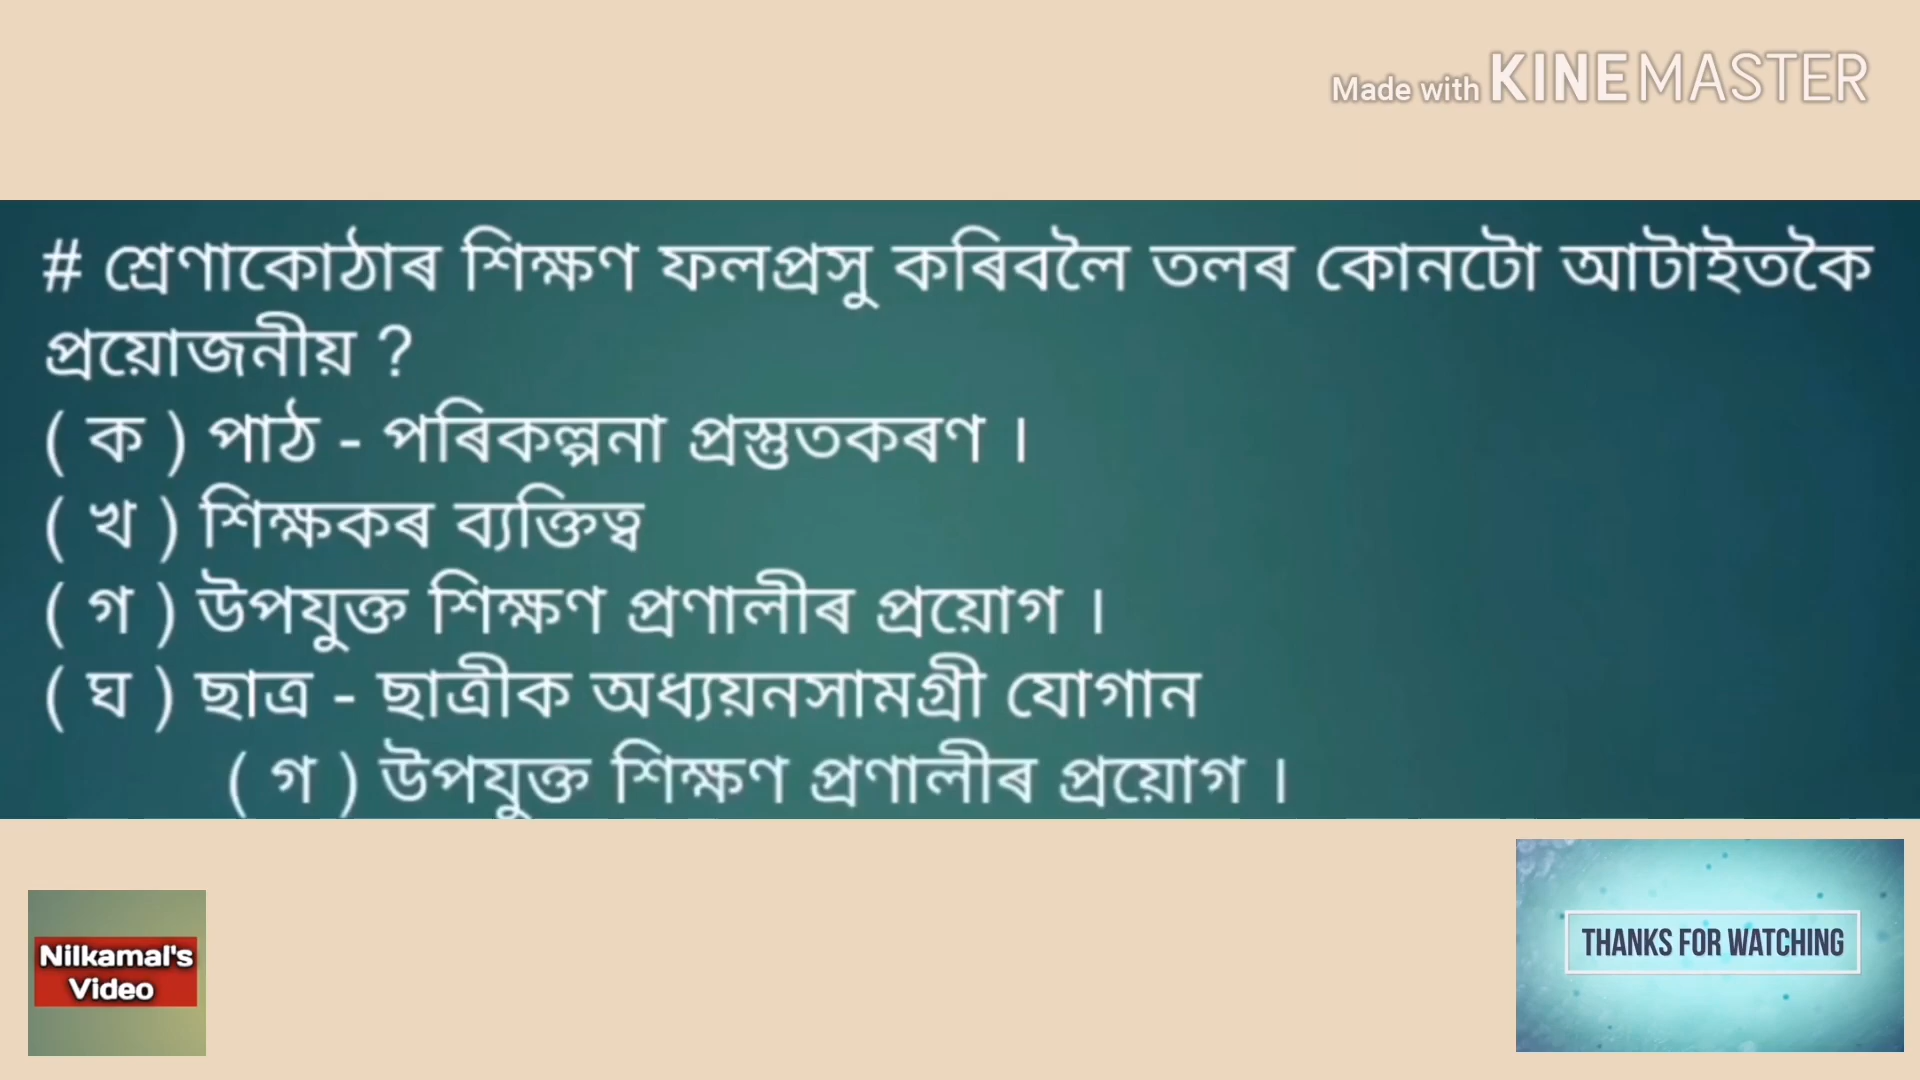 Made with KINEMASTER
# শ্ৰেণাকোঠাৰ শিক্ষণ ফলপ্ৰসু কৰিবলৈ তলৰ কোনটো আটাইতকৈ
প্ৰয়োজনীয় ?
( ক ) পাঠ - পৰিকল্পনা প্ৰস্তুতকৰণ ।
( খ ) শিক্ষকৰ ব্যক্তিত্ব
( গ ) উপযুক্ত শিক্ষণ প্ৰণালীৰ প্ৰয়োগ ।
( ঘ ) ছাত্ৰ - ছাত্ৰীক অধ্যয়নসামগ্ৰী যোগান
( গ ) উপযুক্ত শিক্ষণ প্ৰণালীৰ প্ৰয়োগ ।
Nilkamal's
Video
THANKS FOR WATCHING